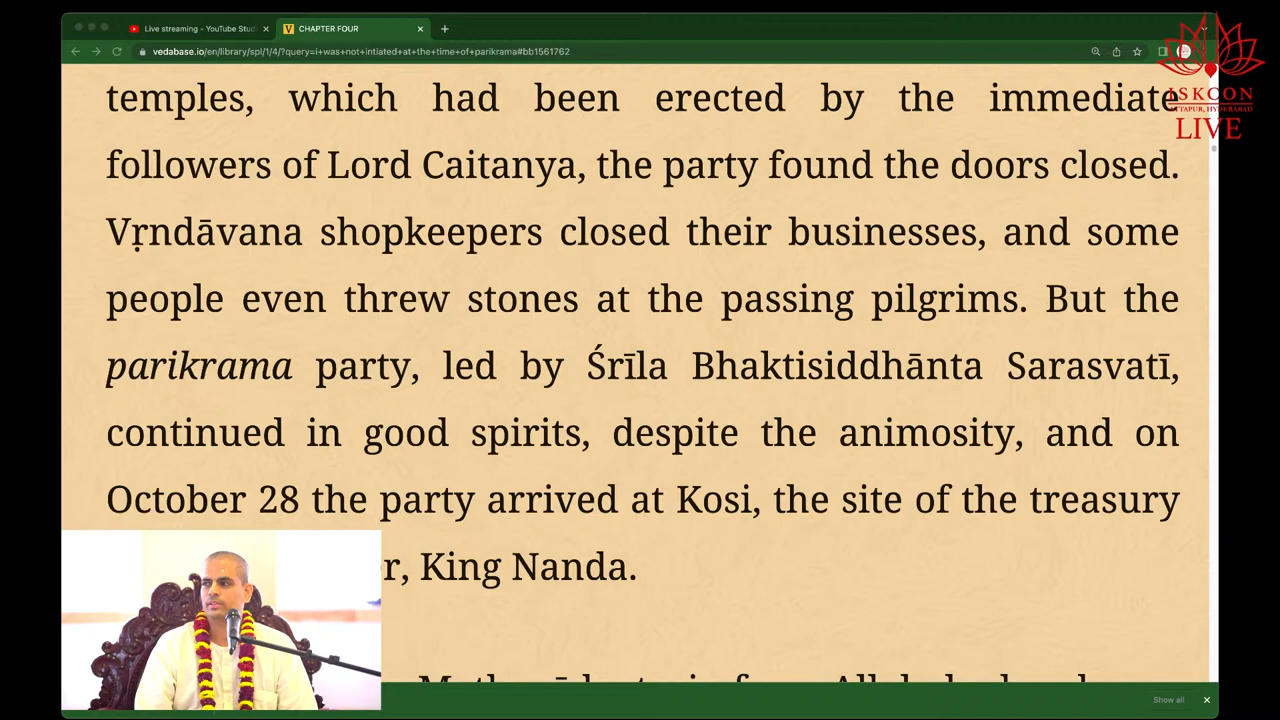 Live streaming - YouTube Stud
CHAPTER FOUR
vedabase.io/en/library/spl/1/4/?query=i+was+not+intiated+at+the+time+of+parikrama#bb1561762
ISKCON
ATTAPUR, HYDERABAD
LIVE
temples, which had been erected by the immediate
followers of Lord Caitanya, the party found the doors closed.
Vṛndāvana shopkeepers closed their businesses, and some
people even threw stones at the passing pilgrims. But the
parikrama party, led by Śrīla Bhaktisiddhānta Sarasvatī,
continued in good spirits, despite the animosity, and on
October 28 the party arrived at Kosi, the site of the treasury
r, King Nanda.
Show all